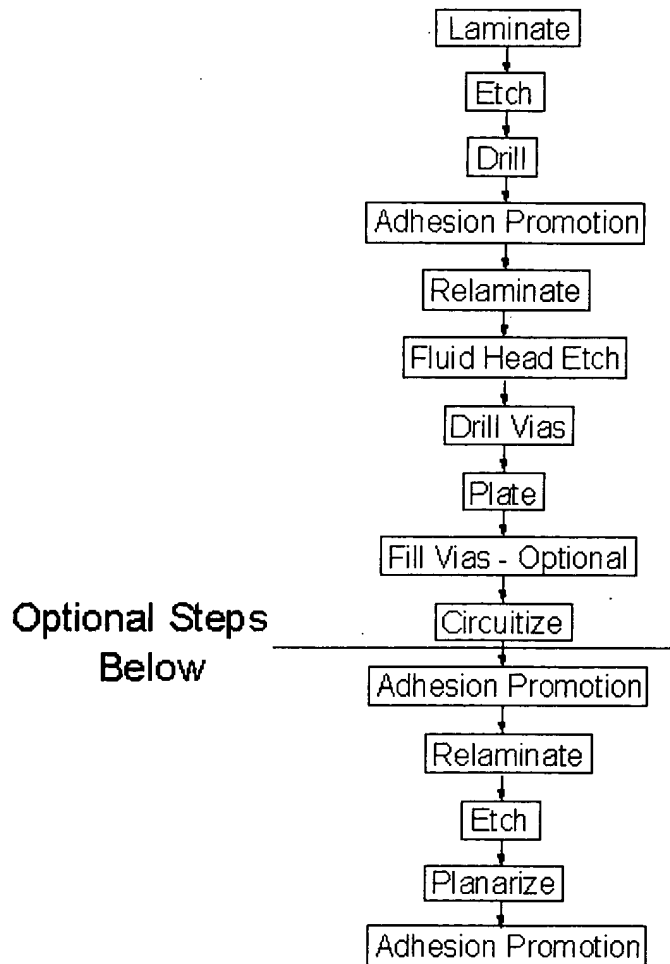 Laminate
Etch
Drill
Adhesion Promotion
Relaminate
Fluid Head Etch
Drill Vias
Plate
Fill Vias - Optional
Circuitize
Optional Steps
Below
Adhesion Promotion
Relaminate
Etch
Planarize
Adhesion Promotion